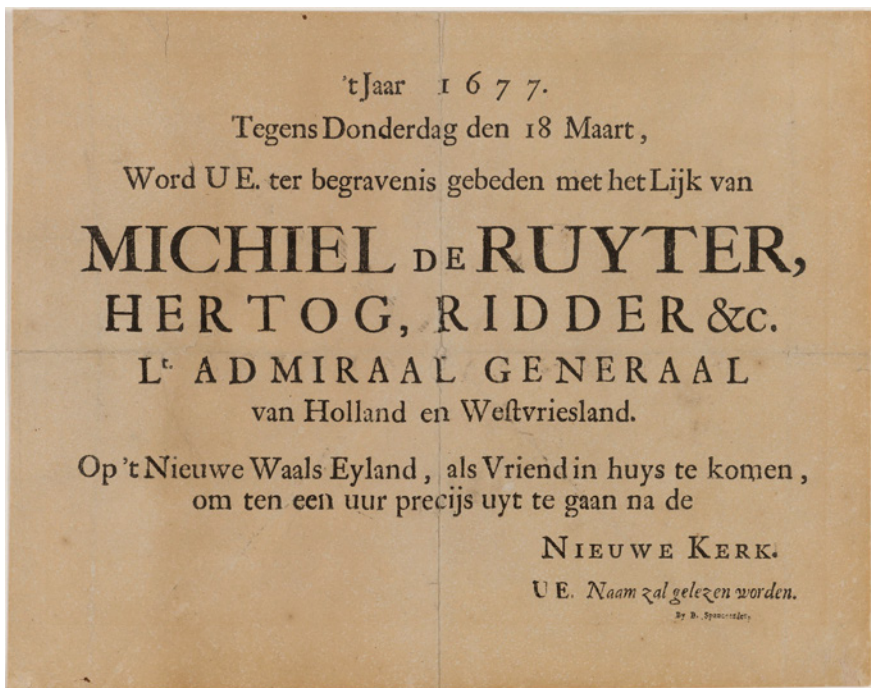 't Jaar 1677.
Tegens Donderdag den 18 Maart,
Word UE. ter begravenis gebeden met het Lijk van
MICHIEL DE RUYTER,
HERTOG, RIDDER &c.
Lt. ADMIRAAL GENERAAL
van Holland en Weſtvriesland.
Op 't Nieuwe Waals Eyland, als Vriend in huys te komen,
om ten een uur precijs uyt te gaan na de
NIEUWE KERK.
UE. Naam zal gelezen worden.
By D.